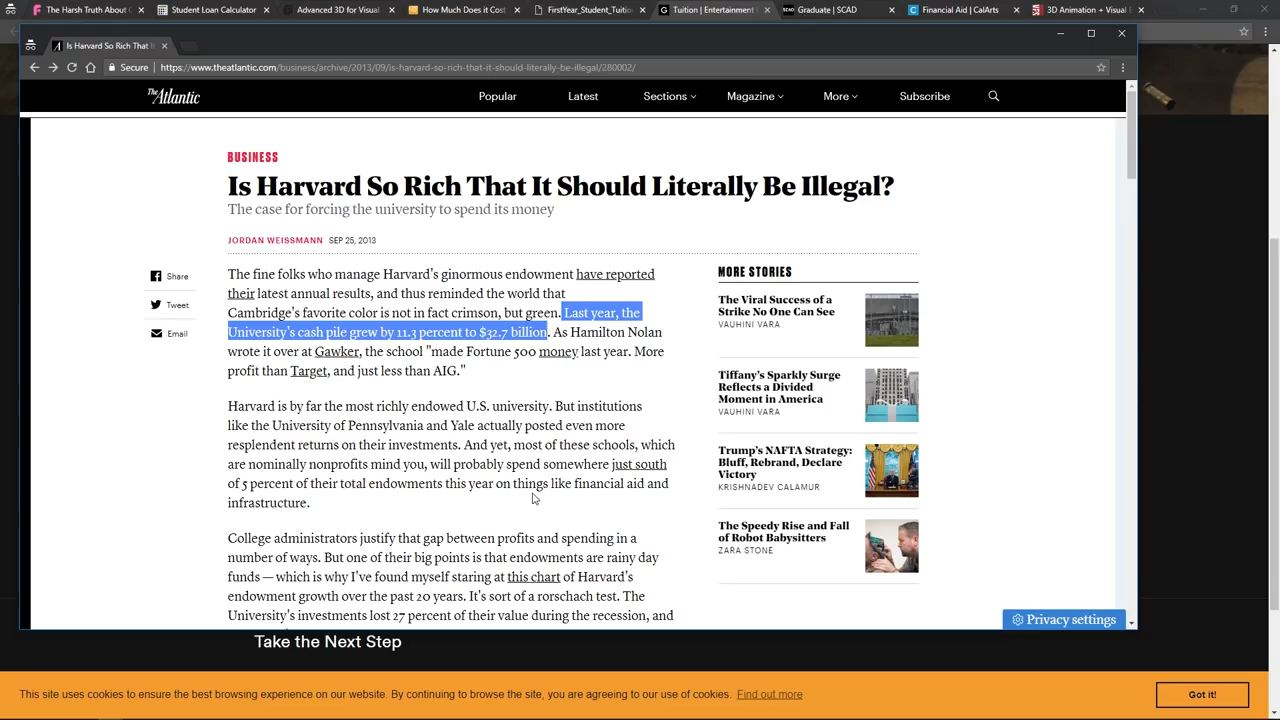 The Harsh Truth About C
Student Loan Calculator
Advanced 3D for Visual
How Much Does it Cost
FirstYear_Student_Tuitio
Tuition | Entertainment
Graduate | SCAD
Financial Aid | CalArts
3D Animation + Visual
Is Harvard So Rich That It
Secure
https://www.theatlantic.com/business/archive/2013/09/is-harvard-so-rich-that-it-should-literally-be-illegal/280002/
The Atlantic
Popular
Latest
Sections
Magazine
More
Subscribe
BUSINESS
Is Harvard So Rich That It Should Literally Be Illegal?
The case for forcing the university to spend its money
JORDAN WEISSMANN SEP 25, 2013
Share
Tweet
Email
The fine folks who manage Harvard's ginormous endowment have reported
their latest annual results, and thus reminded the world that
Cambridge's favorite color is not in fact crimson, but green. Last year, the
University's cash pile grew by 11.3 percent to $32.7 billion. As Hamilton Nolan
wrote it over at Gawker, the school "made Fortune 500 money last year. More
profit than Target, and just less than AIG."
Harvard is by far the most richly endowed U.S. university. But institutions
like the University of Pennsylvania and Yale actually posted even more
resplendent returns on their investments. And yet, most of these schools, which
are nominally nonprofits mind you, will probably spend somewhere just south
of 5 percent of their total endowments this year on things like financial aid and
infrastructure.
College administrators justify that gap between profits and spending in a
number of ways. But one of their big points is that endowments are rainy day
funds — which is why I've found myself staring at this chart of Harvard's
endowment growth over the past 20 years. It's sort of a rorschach test. The
University's investments lost 27 percent of their value during the recession, and
MORE STORIES
The Viral Success of a
Strike No One Can See
VAUHINI VARA
Tiffany's Sparkly Surge
Reflects a Divided
Moment in America
VAUHINI VARA
Trump's NAFTA Strategy:
Bluff, Rebrand, Declare
Victory
KRISHNADEV CALAMUR
The Speedy Rise and Fall
of Robot Babysitters
ZARA STONE
Privacy settings
Take the Next Step
This site uses cookies to ensure the best browsing experience on our website. By continuing to browse the site, you are agreeing to our use of cookies. Find out more
Got it!